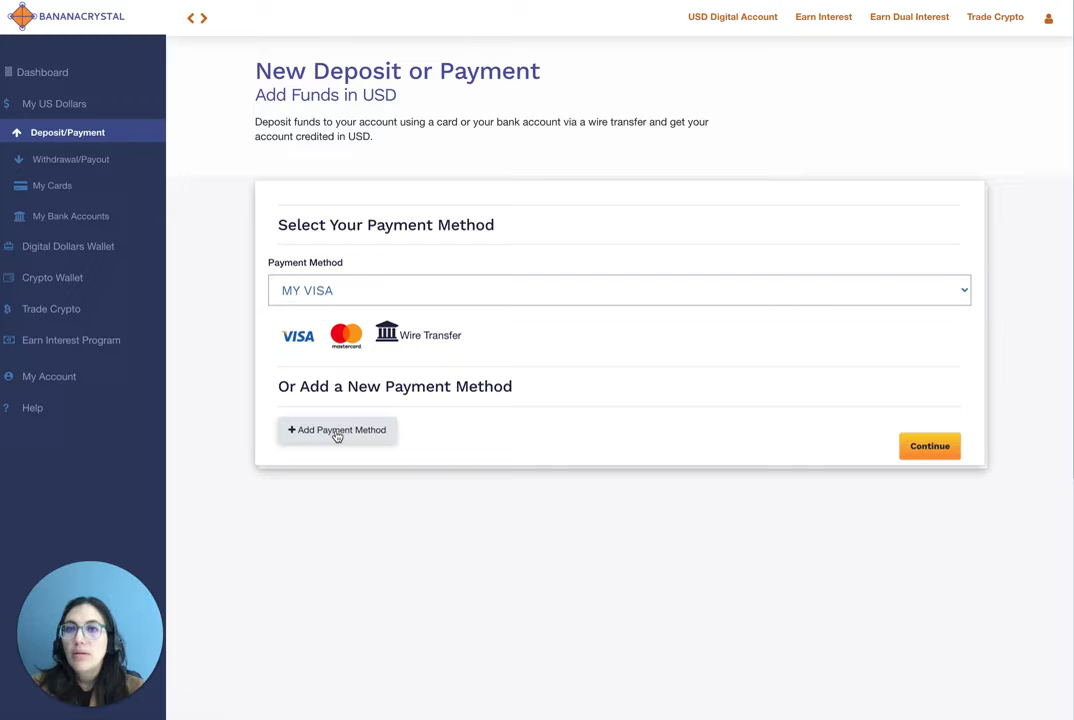 BANANACRYSTAL
USD Digital Account
Earn Interest
Earn Dual Interest
Trade Crypto
Dashboard
My US Dollars
Deposit/Payment
Withdrawal/Payout
My Cards
My Bank Accounts
Digital Dollars Wallet
Crypto Wallet
Trade Crypto
Earn Interest Program
My Account
Help
New Deposit or Payment
Add Funds in USD
Deposit funds to your account using a card or your bank account via a wire transfer and get your
account credited in USD.
Select Your Payment Method
Payment Method
MY VISA
VISA
mastercard
Wire Transfer
Or Add a New Payment Method
+ Add Payment Method
Continue